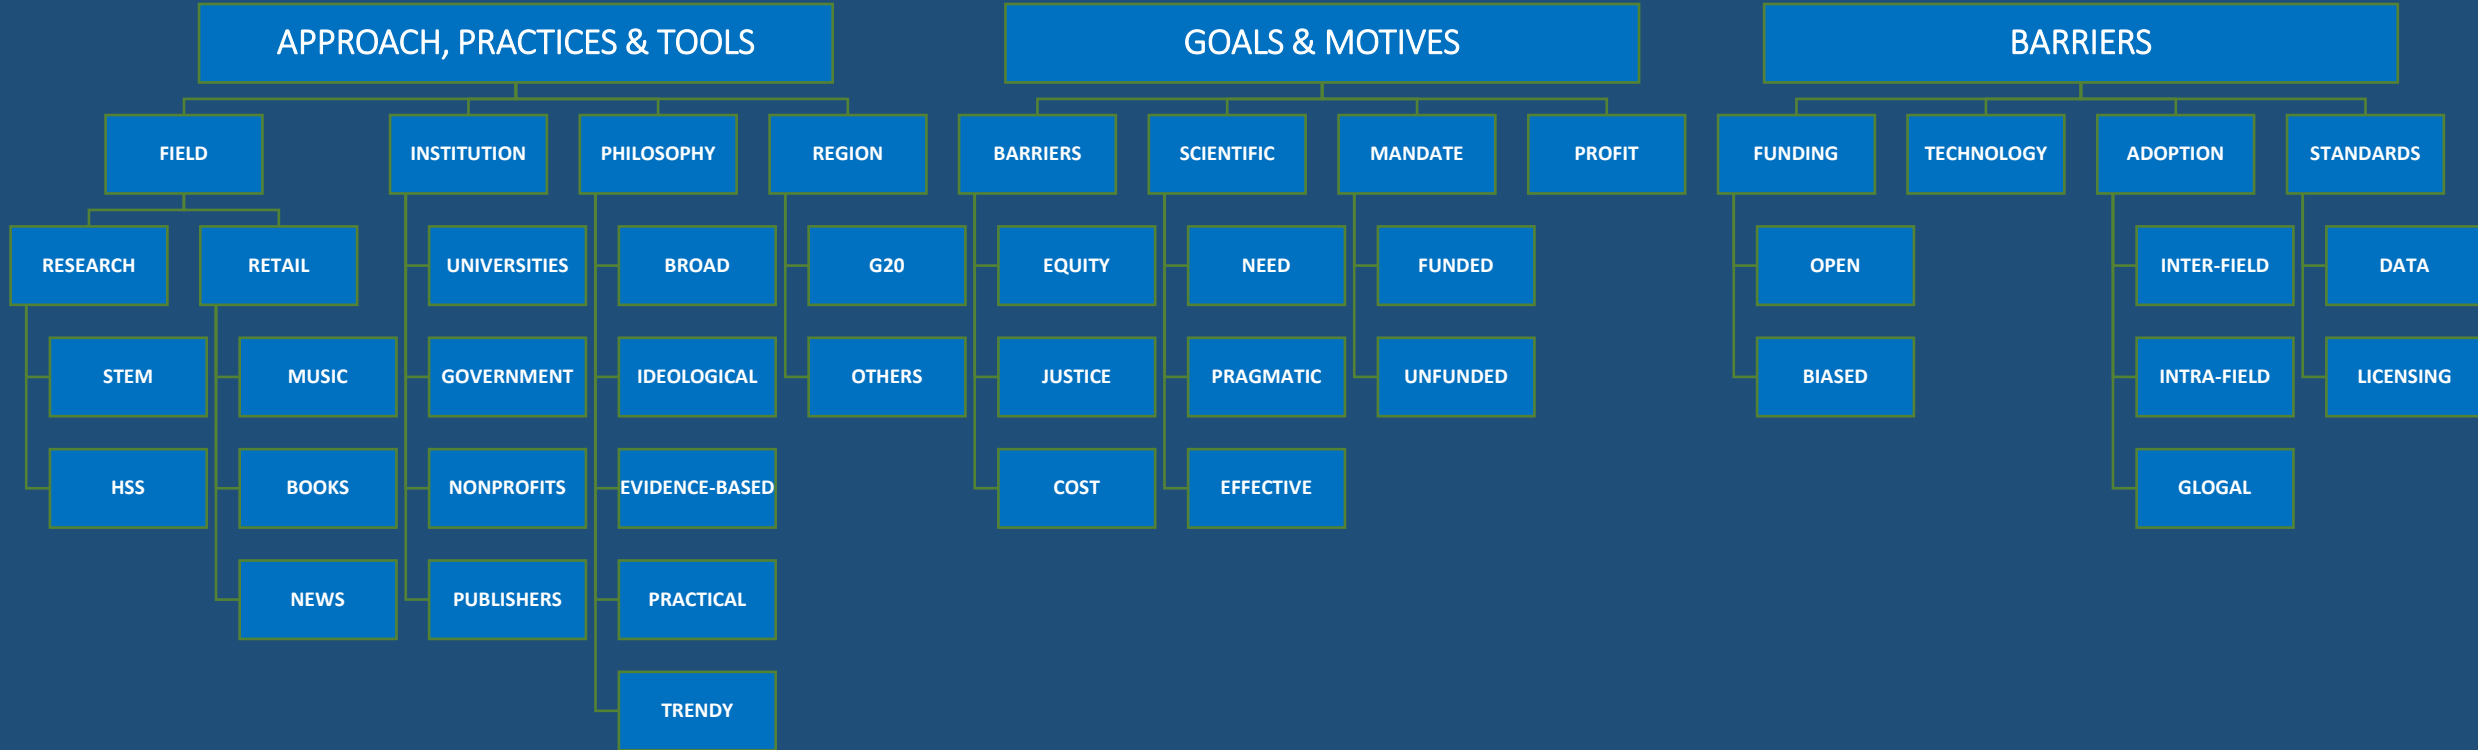 APPROACH, PRACTICES & TOOLS
GOALS & MOTIVES
BARRIERS
FIELD
INSTITUTION
PHILOSOPHY
REGION
BARRIERS
SCIENTIFIC
MANDATE
PROFIT
FUNDING
TECHNOLOGY
ADOPTION
STANDARDS
RESEARCH
RETAIL
UNIVERSITIES
BROAD
G20
EQUITY
NEED
FUNDED
OPEN
INTER-FIELD
DATA
STEM
MUSIC
GOVERNMENT
IDEOLOGICAL
OTHERS
JUSTICE
PRAGMATIC
UNFUNDED
BIASED
INTRA-FIELD
LICENSING
HSS
BOOKS
NONPROFITS
EVIDENCE-BASED
COST
EFFECTIVE
GLOGAL
NEWS
PUBLISHERS
PRACTICAL
TRENDY